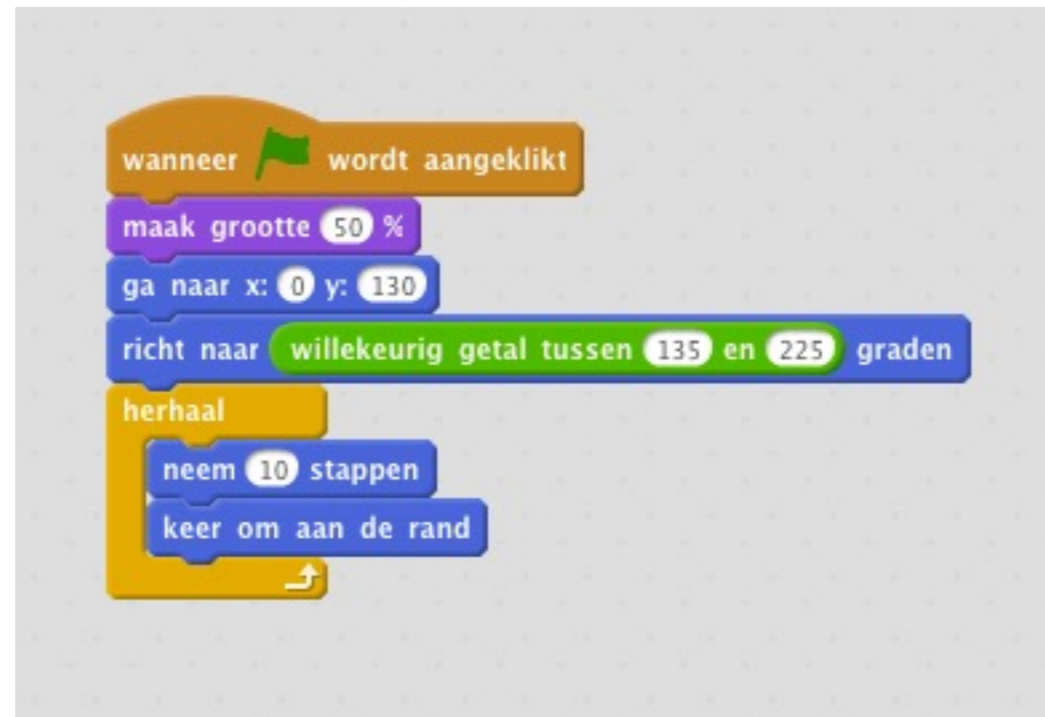 wanneer wordt aangeklikt
maak grootte 50 %
ga naar x: 0 y: 130
richt naar willekeurig getal tussen 135 en 225 graden
herhaal
neem 10 stappen
keer om aan de rand